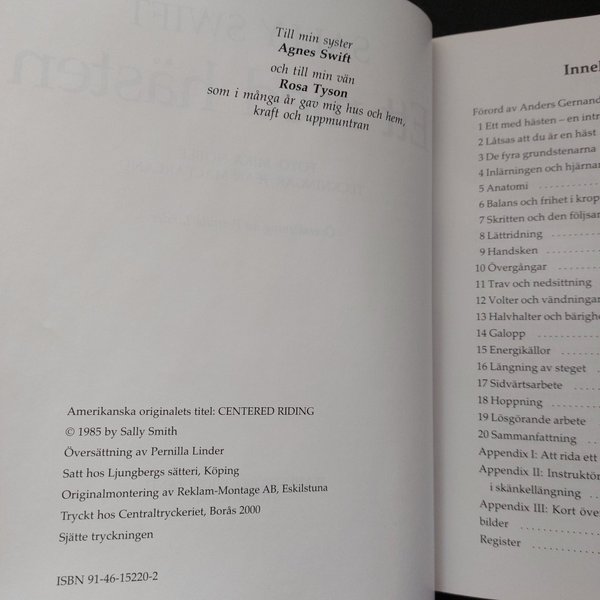 Till min syster
Agnes Swift
och till min vän
Rosa Tyson
som i många år gav mig hus och hem,
kraft och uppmuntran
Amerikanska originalets titel: CENTERED RIDING
© 1985 by Sally Smith
Översättning av Pernilla Linder
Satt hos Ljungbergs sätteri, Köping
Originalmontering av Reklam-Montage AB, Eskilstuna
Tryckt hos Centraltryckeriet, Borås 2000
Sjätte tryckningen
ISBN 91-46-15220-2
Innel
Förord av Anders Gernand
1 Ett med hästen – en intr
2 Låtsas att du är en häst
3 De fyra grundstenarna
4 Inlärningen och hjärnan
5 Anatomi
6 Balans och frihet i krop
7 Skritten och den följsar
8 Lättridning
9 Handsken
10 Övergångar
11 Trav och nedsittning
12 Volter och vändningar
13 Halvhalter och bärighe
14 Galopp
15 Energikällor
16 Längning av steget
17 Sidvärtsarbete
18 Hoppning
19 Lösgörande arbete
20 Sammanfattning
Appendix I: Att rida ett
Appendix II: Instruktör
i skänkellängning
Appendix III: Kort över
bilder
Register